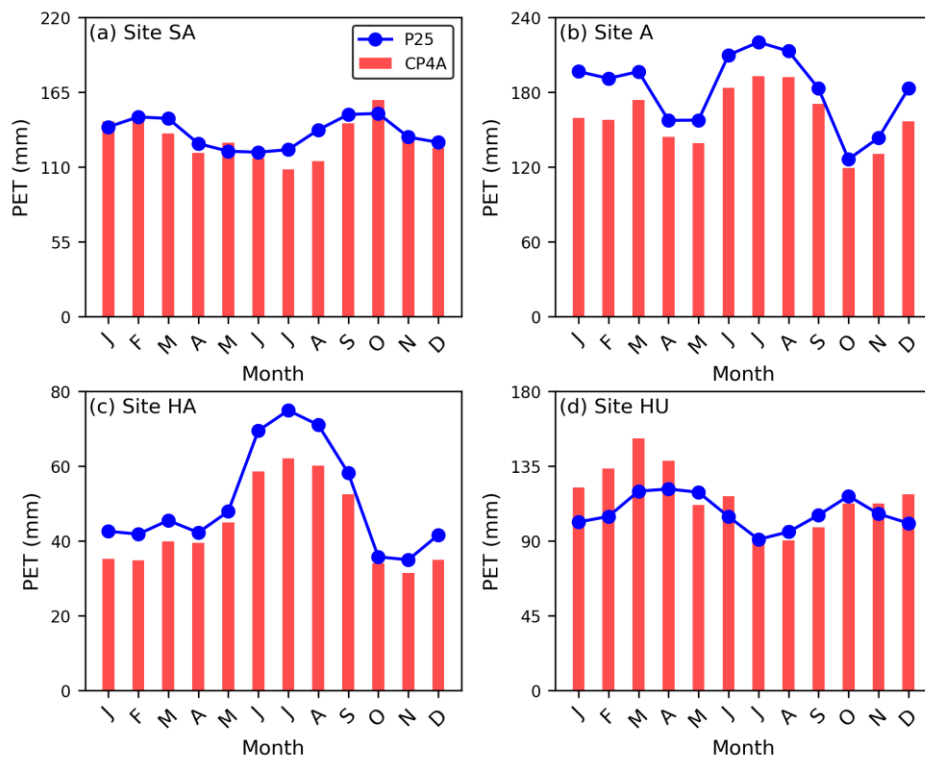 (a) Site SA
P25
CP4A
220
165
110
55
0
PET (mm)
J F M A M J J A S O N D
Month
(b) Site A
240
180
120
60
0
PET (mm)
J F M A M J J A S O N D
Month
(c) Site HA
80
60
40
20
0
PET (mm)
J F M A M J J A S O N D
Month
(d) Site HU
180
135
90
45
0
PET (mm)
J F M A M J J A S O N D
Month